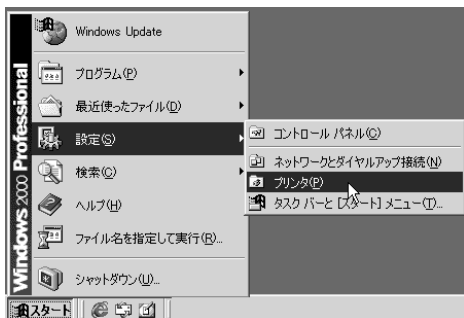 Windows Update
プログラム(P)
最近使ったファイル(D)
設定(S)
検索(C)
ヘルプ(H)
ファイル名を指定して実行(R)...
シャットダウン(U)...
Windows 2000 Professional
コントロール パネル(C)
ネットワークとダイヤルアップ接続(N)
プリンタ(P)
タスク バーと [スタート] メニュー(T)...
スタート